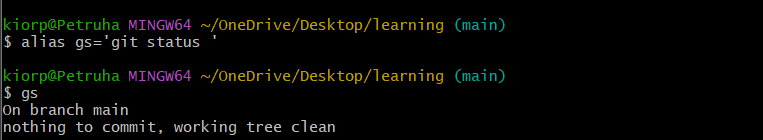 kiorp@Petruha MINGW64 ~/OneDrive/Desktop/learning (main)
$ alias gs='git status '
kiorp@Petruha MINGW64 ~/OneDrive/Desktop/learning (main)
$ gs
On branch main
nothing to commit, working tree clean